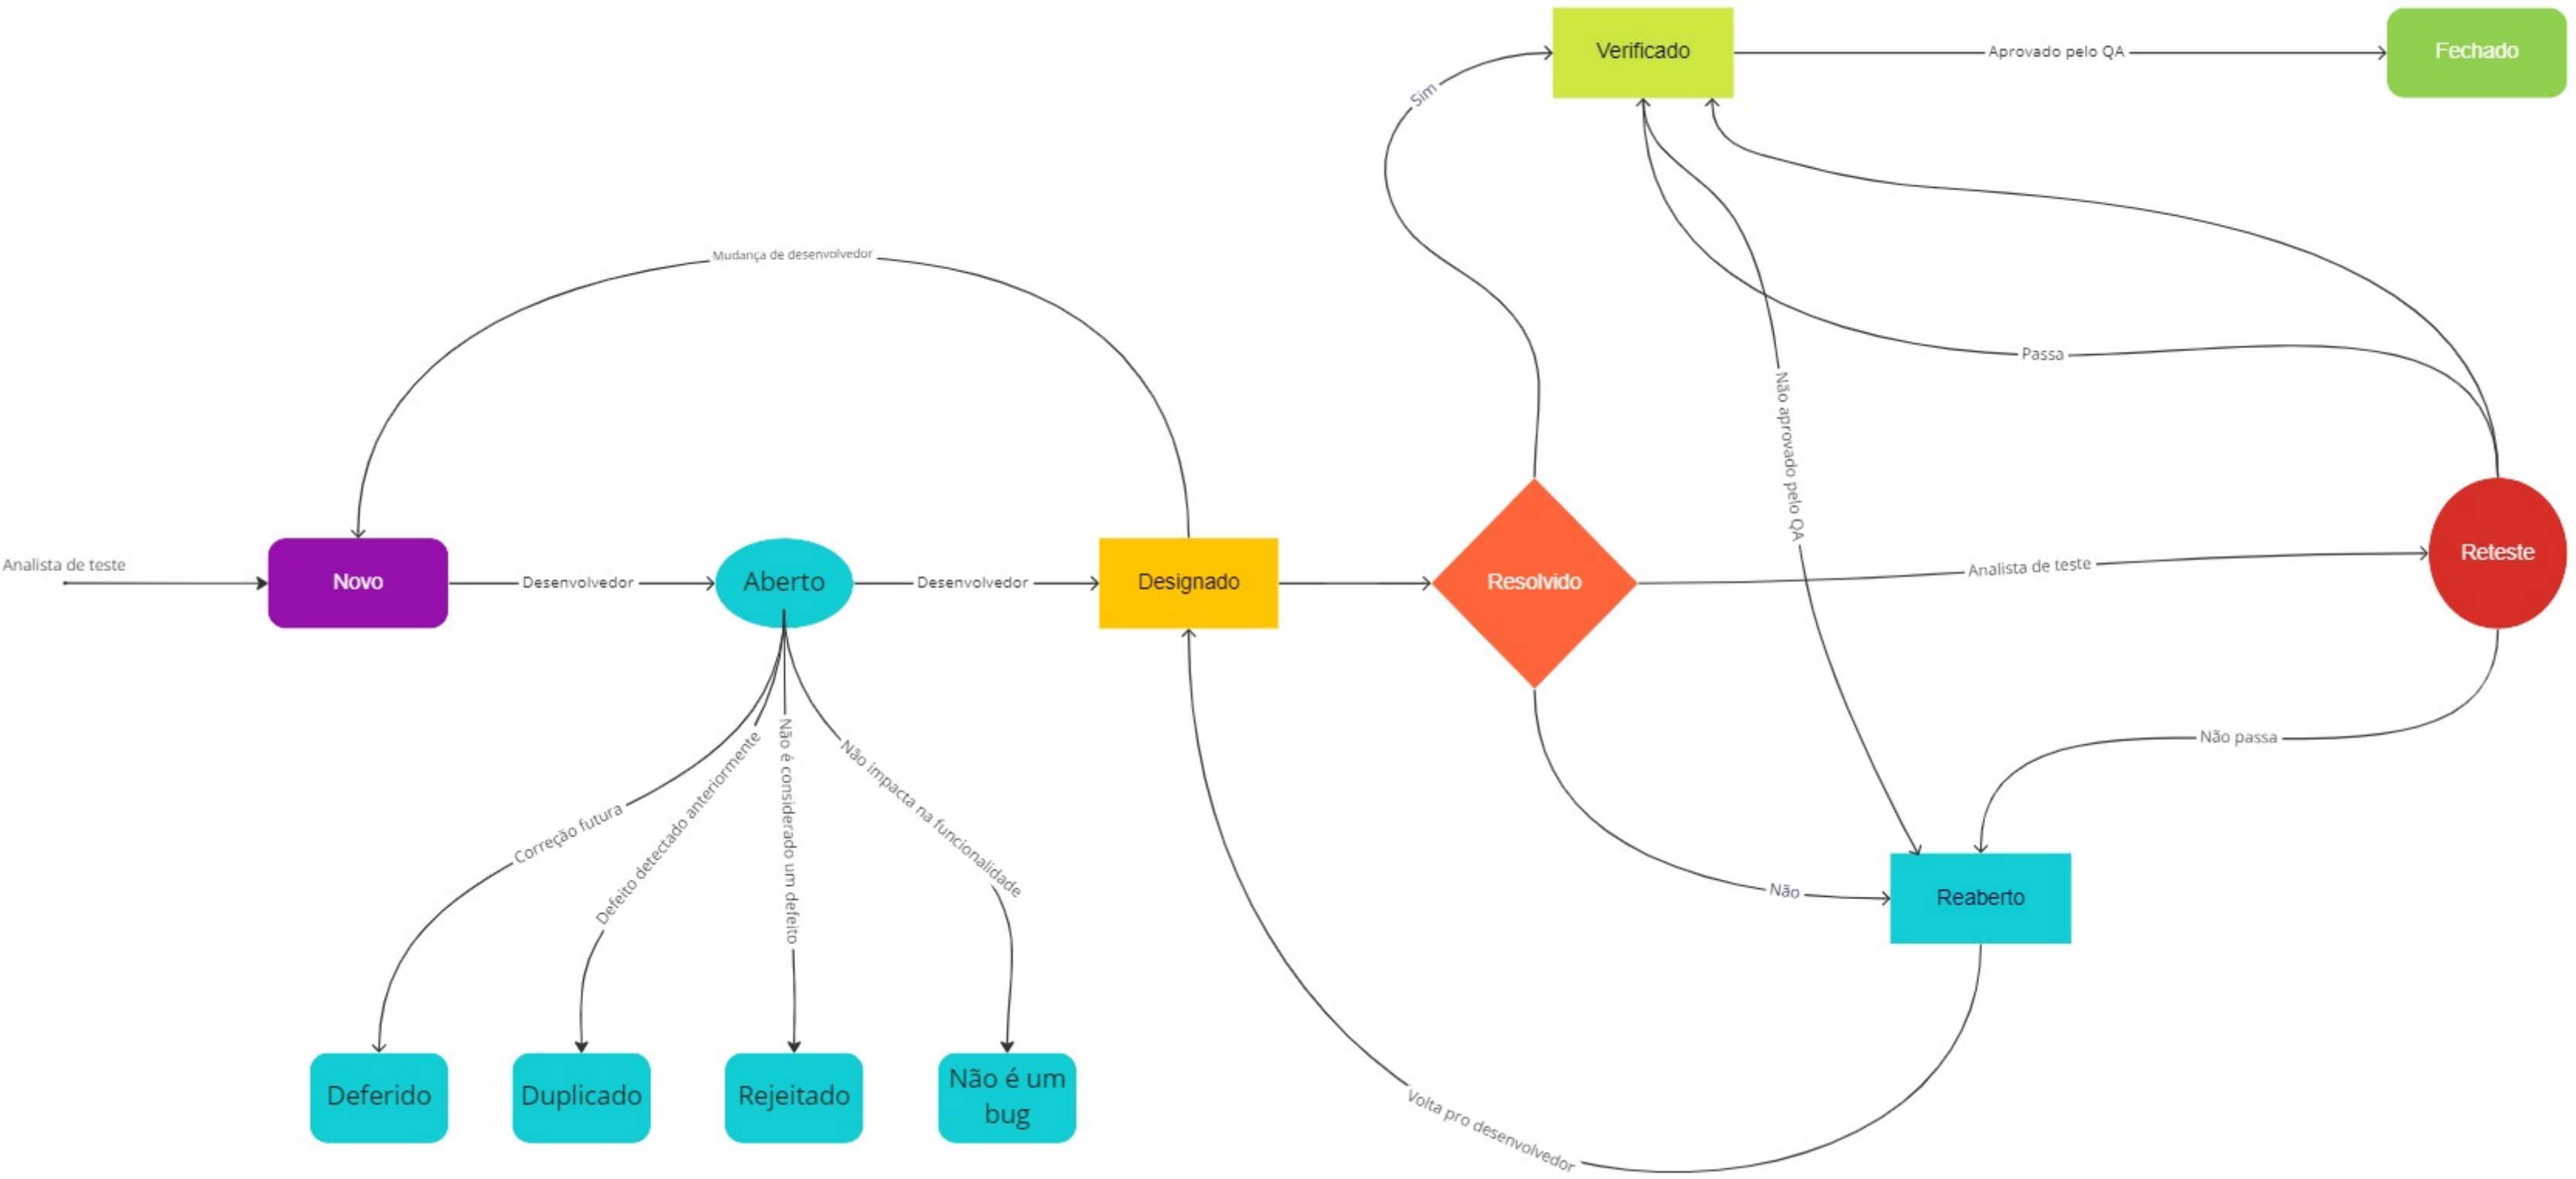 Verificado
Aprovado pelo QA
Fechado
Sim
Mudança de desenvolvedor
Passa
Não aprovado pelo QA
Analista de teste
Novo
Desenvolvedor
Aberto
Desenvolvedor
Designado
Resolvido
Analista de teste
Reteste
Não passa
Correção futura
Defeito detectado anteriormente
Não é considerado um defeito
Não impacta na funcionalidade
Não
Reaberto
Deferido
Duplicado
Rejeitado
Não é um
bug
Volta pro desenvolvedor